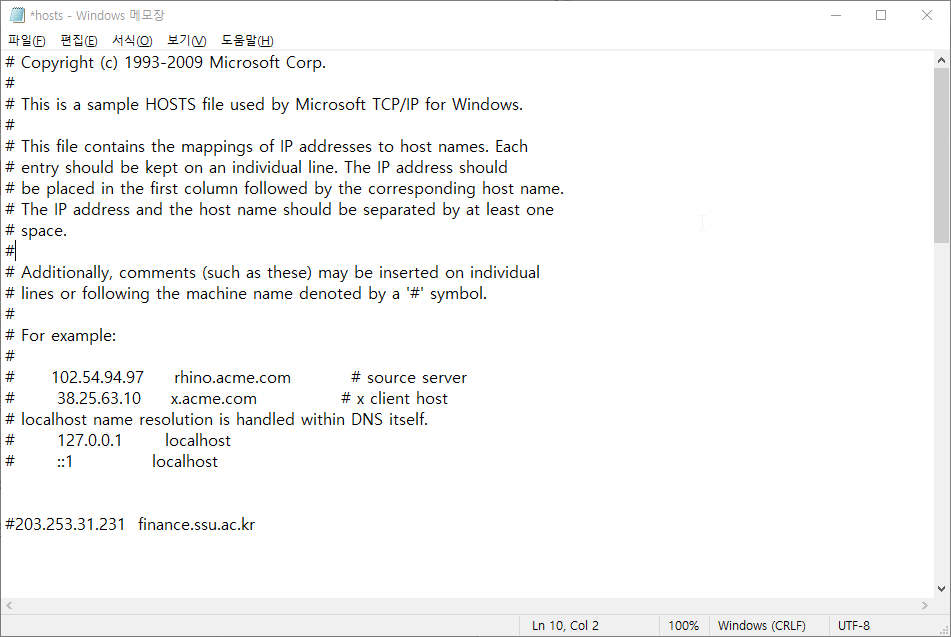 *hosts - Windows 메모장
파일(F) 편집(E) 서식(O) 보기(V) 도움말(H)
# Copyright (c) 1993-2009 Microsoft Corp.
#
# This is a sample HOSTS file used by Microsoft TCP/IP for Windows.
#
# This file contains the mappings of IP addresses to host names. Each
# entry should be kept on an individual line. The IP address should
# be placed in the first column followed by the corresponding host name.
# The IP address and the host name should be separated by at least one
# space.
#
# Additionally, comments (such as these) may be inserted on individual
# lines or following the machine name denoted by a '#' symbol.
#
# For example:
#
# 102.54.94.97 rhino.acme.com # source server
# 38.25.63.10 x.acme.com # x client host
# localhost name resolution is handled within DNS itself.
# 127.0.0.1 localhost
# ::1 localhost
#203.253.31.231 finance.ssu.ac.kr
Ln 10, Col 2 100% Windows (CRLF) UTF-8